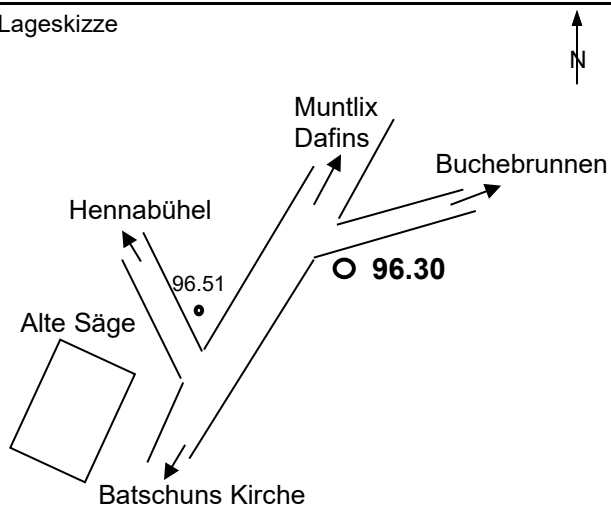 Lageskizze
N
Muntlix
Dafins
Buchebrunnen
Hennabühel
96.51
96.30
Alte Säge
Batschuns Kirche